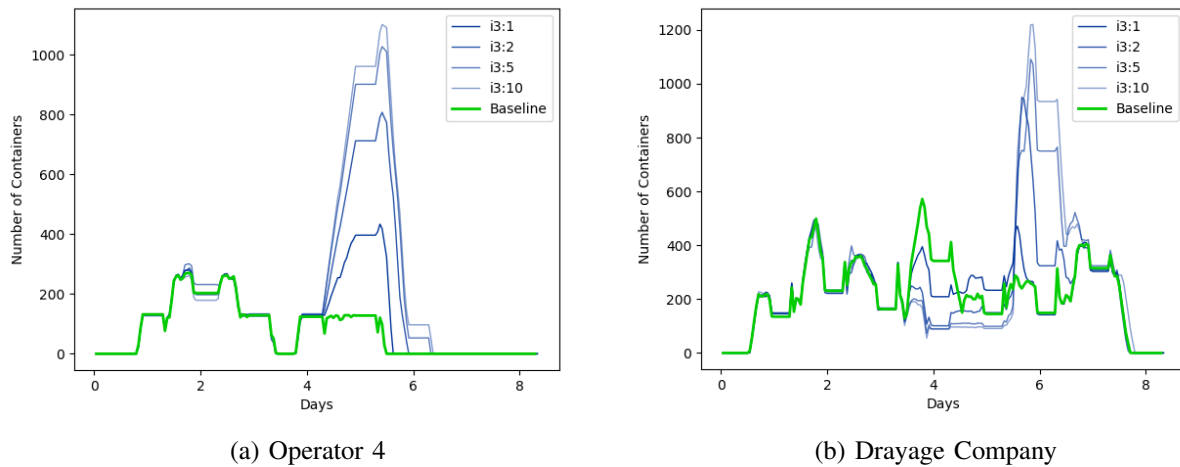 Number of Containers
1000
800
600
400
200
0
i3:1
i3:2
i3:5
i3:10
Baseline
0 2 4 6 8
Days
(a) Operator 4
Number of Containers
1200
1000
800
600
400
200
0
i3:1
i3:2
i3:5
i3:10
Baseline
0 2 4 6 8
Days
(b) Drayage Company